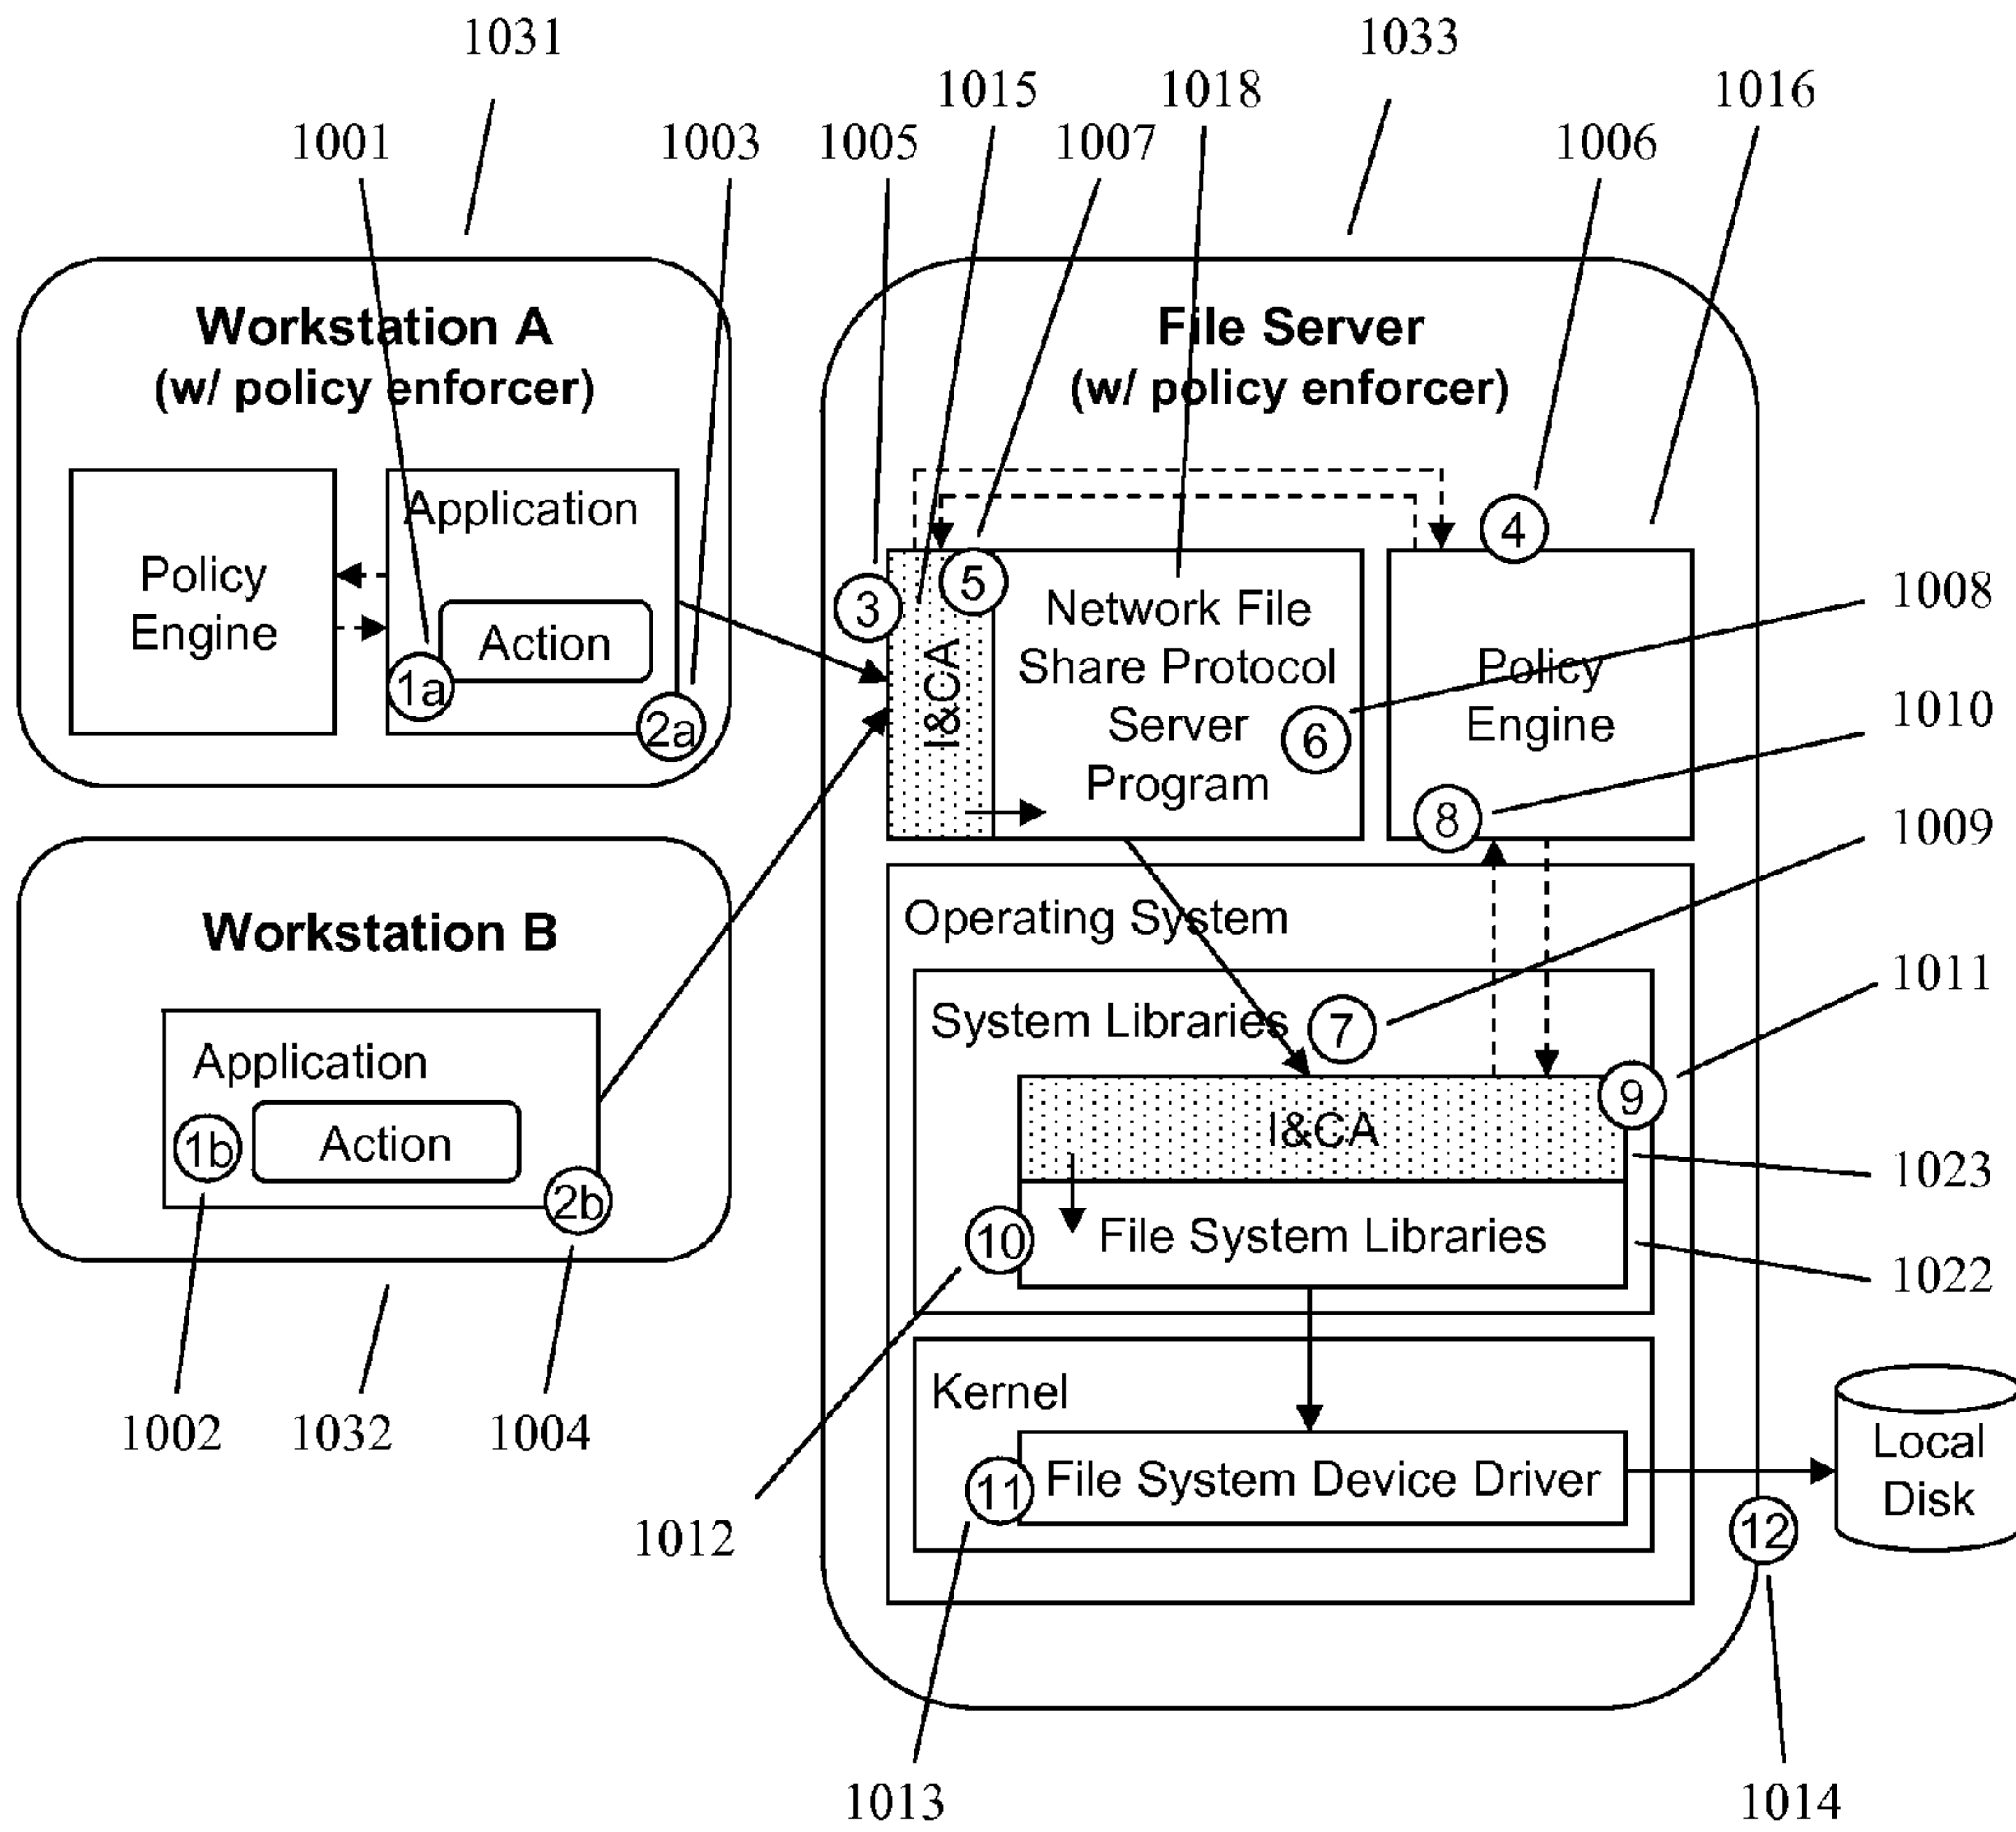 1031
1033
1015
1018
1016
1001
1003
1005
1007
1006
Workstation A
(w/ policy enforcer)
File Server
(w/ policy enforcer)
Policy
Engine
Application
Action
1a
2a
3
5
4
I&CA
Network File
Share Protocol
Server
Program
6
Policy
Engine
8
1008
1010
1009
1011
Workstation B
Application
1b
Action
2b
Operating System
System Libraries
7
I&CA
9
1023
10
File System Libraries
1022
1002
1032
1004
Kernel
11
File System Device Driver
12
Local
Disk
1012
1013
1014